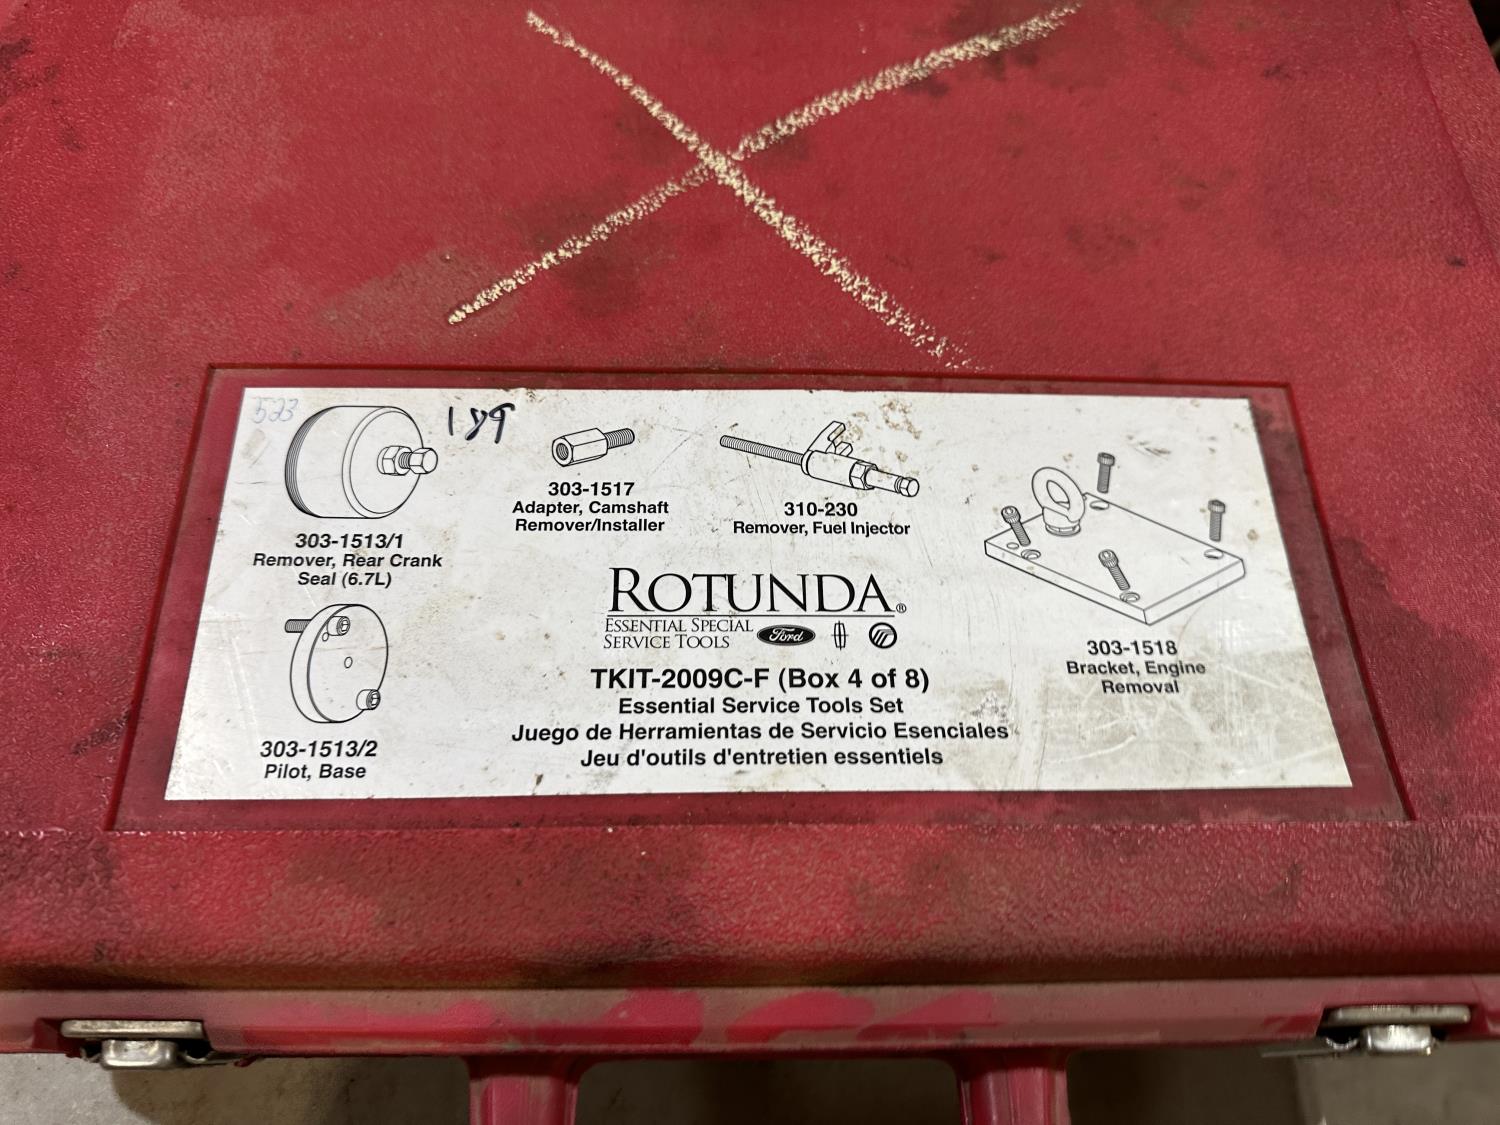 523
189
303-1513/1
Remover, Rear Crank
Seal (6.7L)
303-1517
Adapter, Camshaft
Remover/Installer
310-230
Remover, Fuel Injector
303-1518
Bracket, Engine
Removal
303-1513/2
Pilot, Base
ROTUNDA®
ESSENTIAL SPECIAL
SERVICE TOOLS
Ford
TKIT-2009C-F (Box 4 of 8)
Essential Service Tools Set
Juego de Herramientas de Servicio Esenciales
Jeu d'outils d'entretien essentiels